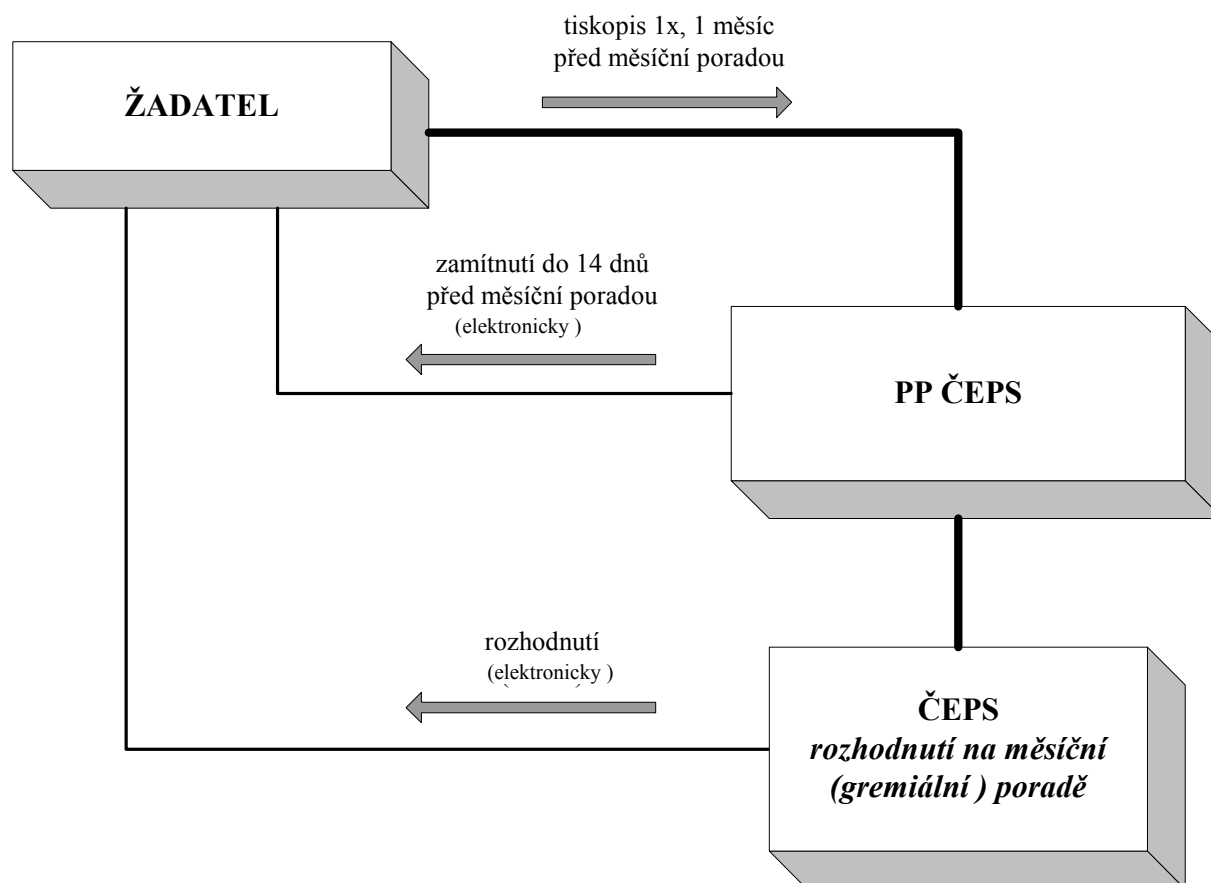 tiskopis 1x, 1 měsíc
před měsíční poradou
ŽADATEL
zamítnutí do 14 dnů
před měsíční poradou
(elektronicky )
PP ČEPS
rozhodnutí
(elektronicky )
ČEPS
rozhodnutí na měsíční
(gremiální ) poradě